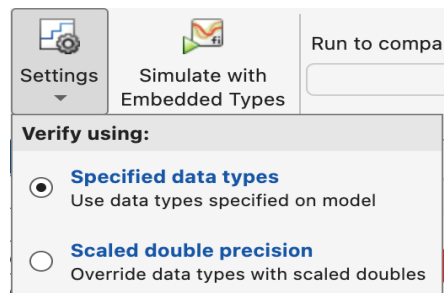 Settings
Simulate with
Embedded Types
Run to compa
Verify using:
Specified data types
Use data types specified on model
Scaled double precision
Override data types with scaled doubles